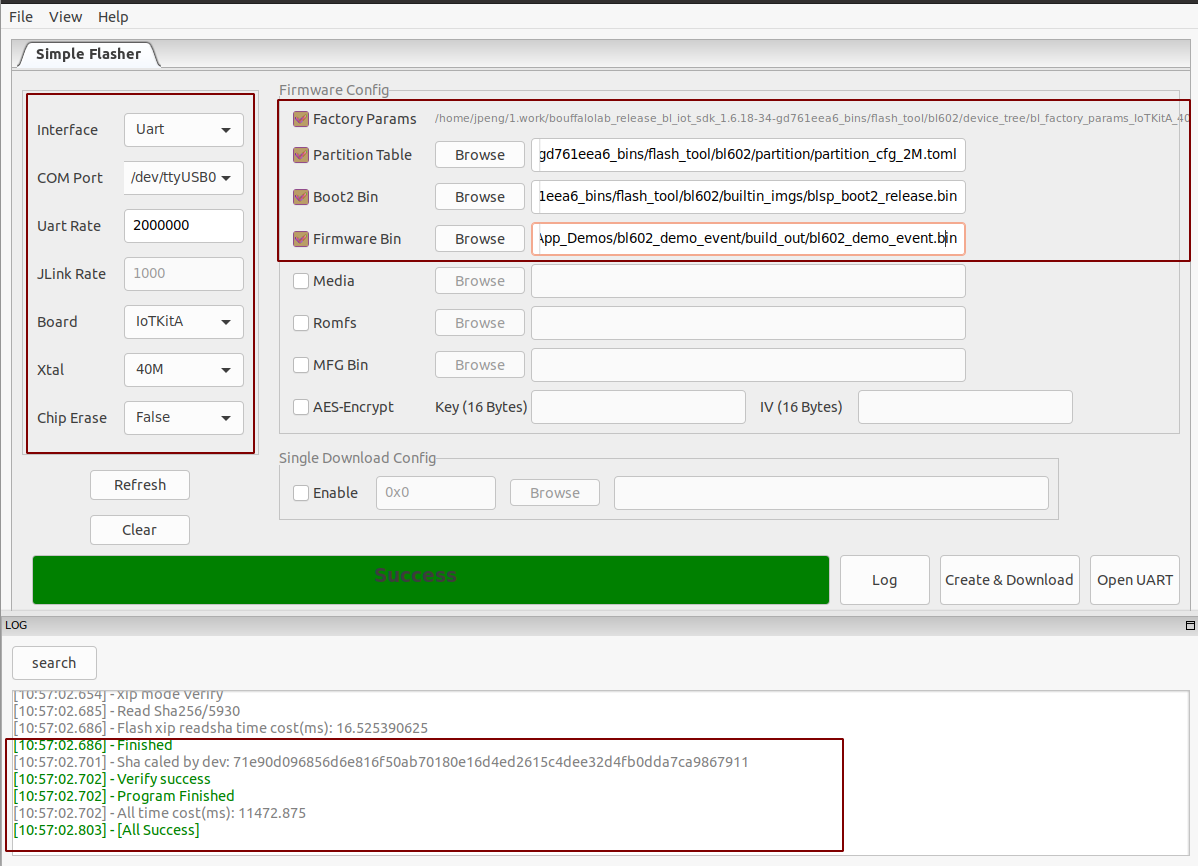 File View Help
Simple Flasher
Interface Uart
COM Port /dev/ttyUSB0
Uart Rate 2000000
JLink Rate 1000
Board IoTKitA
Xtal 40M
Chip Erase False
Refresh
Clear
Firmware Config
Factory Params /home/jpeng/1.work/bouffalolab_release_bl_iot_sdk_1.6.18-34-gd761eea6_bins/flash_tool/bl602/device_tree/bl_factory_params_IoTKitA_40
Partition Table Browse gd761eea6_bins/flash_tool/bl602/partition/partition_cfg_2M.toml
Boot2 Bin Browse 1eea6_bins/flash_tool/bl602/builtin_imgs/blsp_boot2_release.bin
Firmware Bin Browse App_Demos/bl602_demo_event/build_out/bl602_demo_event.bin
Media Browse
Romfs Browse
MFG Bin Browse
AES-Encrypt Key (16 Bytes) IV (16 Bytes)
Single Download Config
Enable 0x0 Browse
Success Log Create & Download Open UART
LOG
search
[10:57:02.654] - xip mode Verify
[10:57:02.685] - Read Sha256/5930
[10:57:02.686] - Flash xip readsha time cost(ms): 16.525390625
[10:57:02.686] - Finished
[10:57:02.701] - Sha caled by dev: 71e90d096856d6e816f50ab70180e16d4ed2615c4dee32d4fb0dda7ca9867911
[10:57:02.702] - Verify success
[10:57:02.702] - Program Finished
[10:57:02.702] - All time cost(ms): 11472.875
[10:57:02.803] - [All Success]